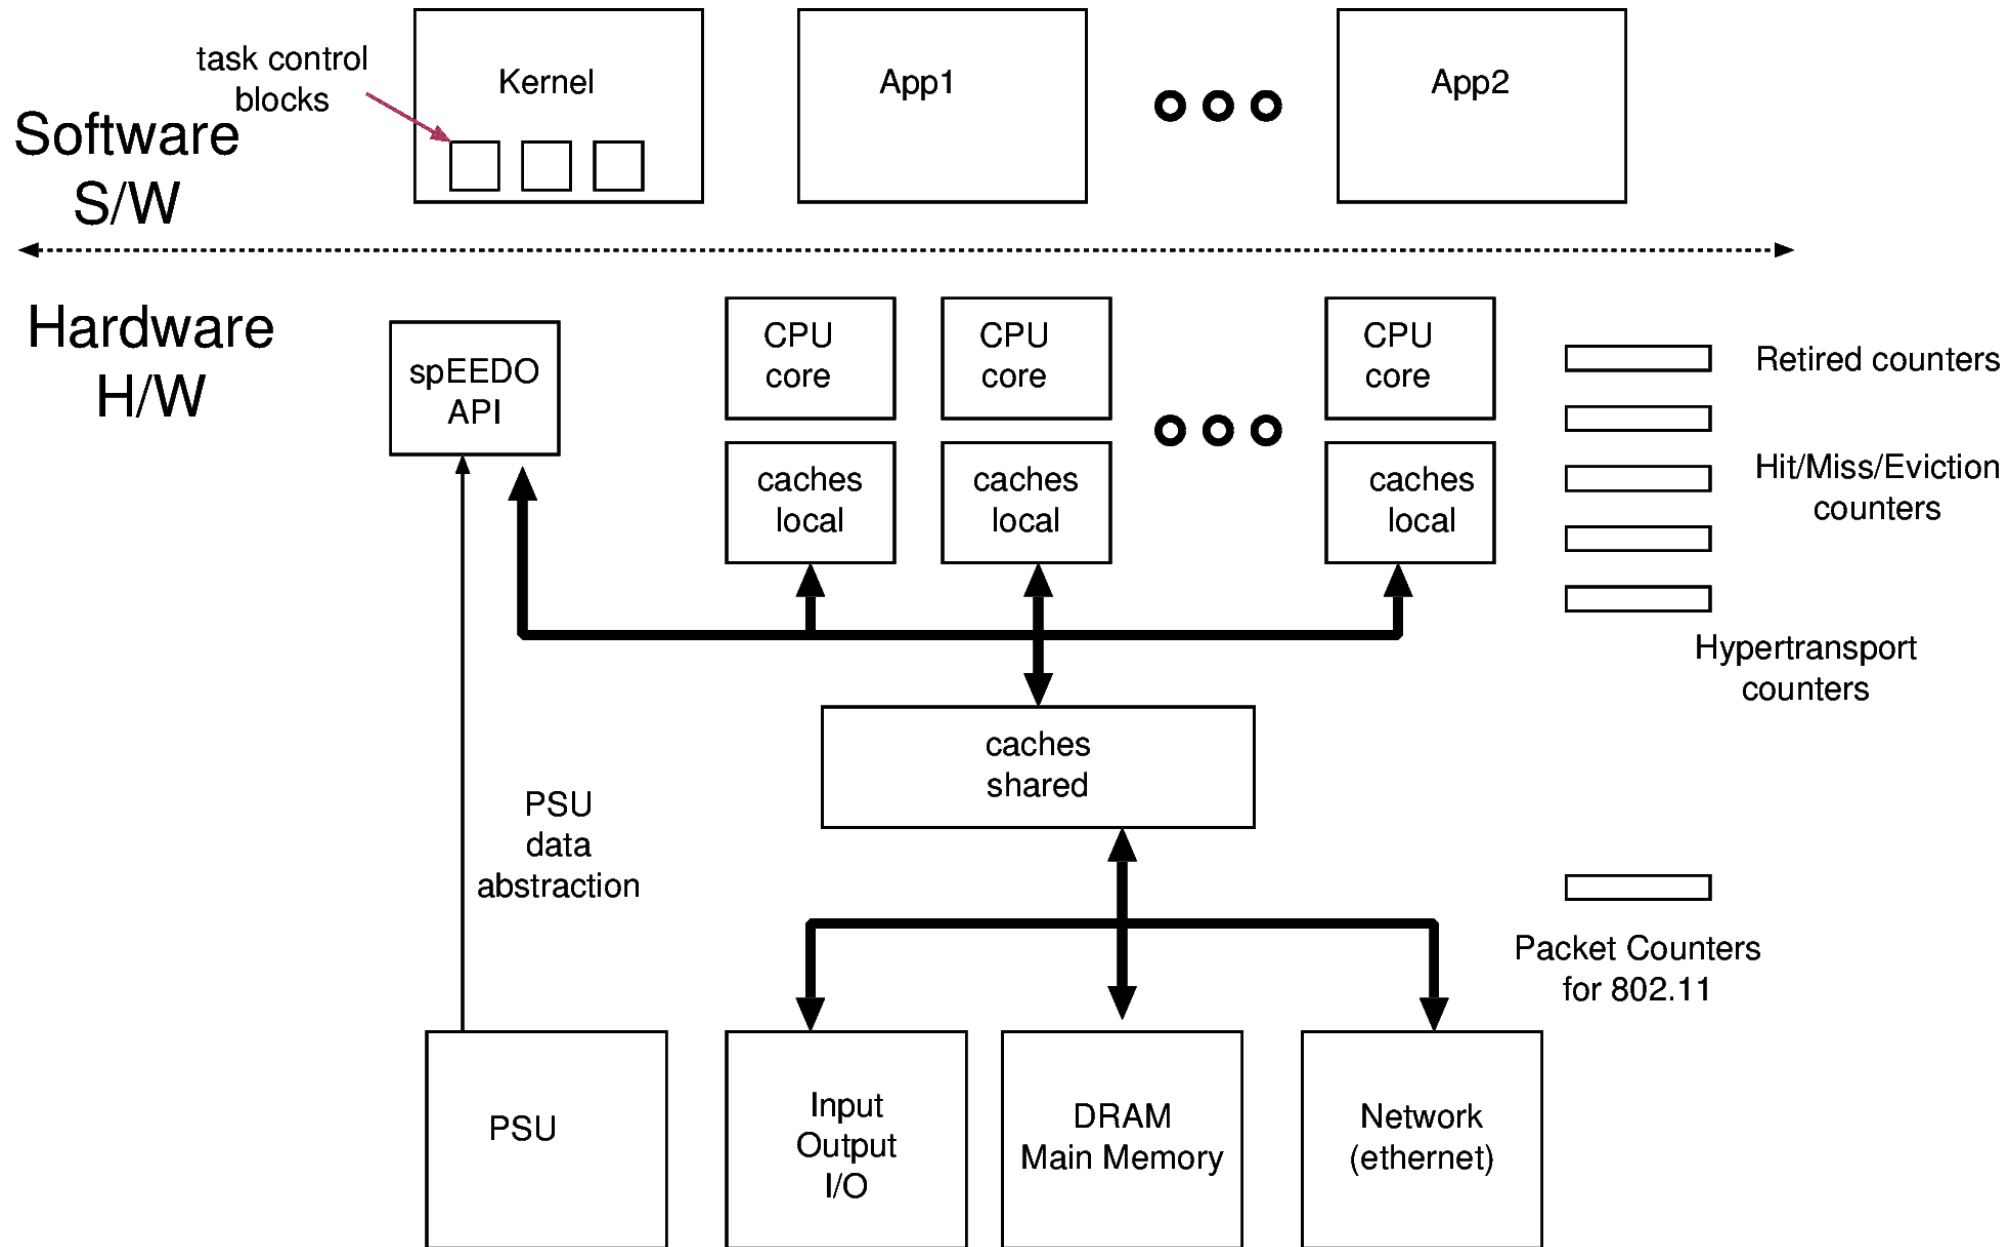 task control
blocks
Kernel
App1
App2
Software
S/W
Hardware
H/W
spEEDO
API
CPU
core
CPU
core
CPU
core
caches
local
caches
local
caches
local
Retired counters
Hit/Miss/Eviction
counters
Hypertransport
counters
caches
shared
PSU
data
abstraction
Packet Counters
for 802.11
PSU
Input
Output
I/O
DRAM
Main Memory
Network
(ethernet)